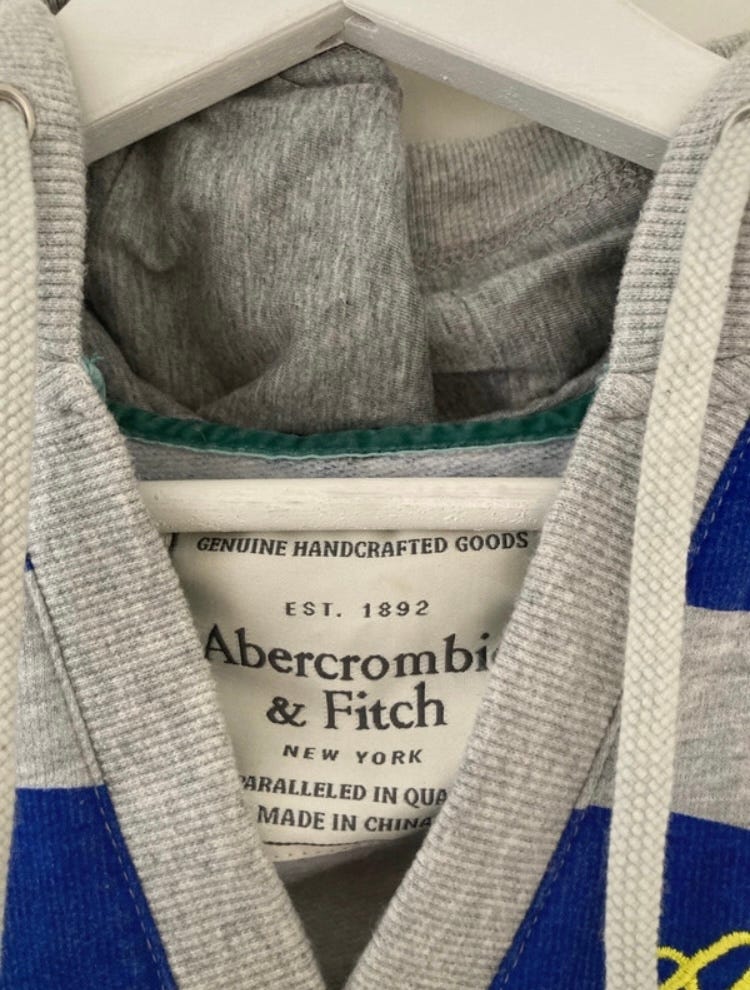 GENUINE HANDCRAFTED GOODS
EST. 1892
Abercrombi
& Fitch
NEW YORK
PARALLELED IN QUA
MADE IN CHINA